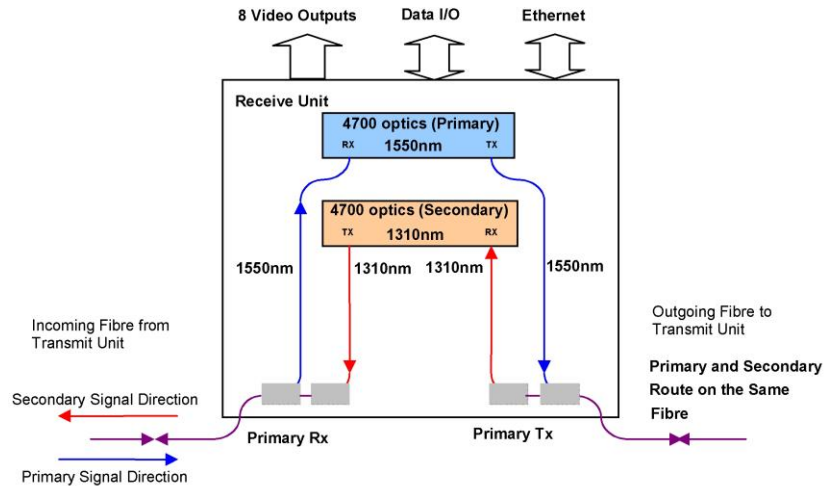 8 Video Outputs
Data I/O
Ethernet
Receive Unit
4700 optics (Primary)
RX
1550nm
TX
4700 optics (Secondary)
TX
1310nm
RX
1550nm
1310nm
1310nm
1550nm
Incoming Fibre from
Transmit Unit
Outgoing Fibre to
Transmit Unit
Primary and Secondary
Route on the Same
Fibre
Secondary Signal Direction
Primary Rx
Primary Tx
Primary Signal Direction